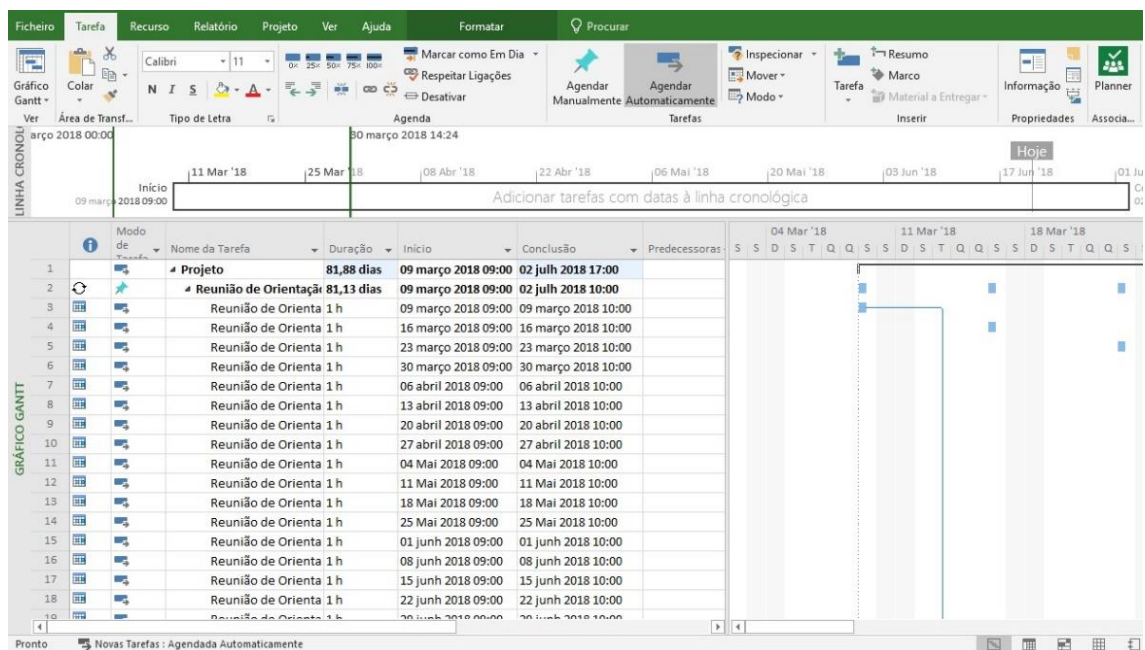 Ficheiro Tarefa Recurso Relatório Projeto Ver Ajuda Formatar Procurar
Gráfico Gantt
Colar
Calibri 11
N I S A
0× 25× 50× 75× 100×
Marcar como Em Dia
Respeitar Ligações
Desativar
Agendar Manualmente
Agendar Automaticamente
Inspecionar
Mover
Modo
Tarefa
Resumo
Marco
Material a Entregar
Informação
Planner
Ver Área de Transf... Tipo de Letra Agenda Tarefas Inserir Propriedades Associa...
LINHA CRONOL
arço 2018 00:00 30 março 2018 14:24
Hoje
11 Mar '18 25 Mar '18 08 Abr '18 22 Abr '18 06 Mai '18 20 Mai '18 03 Jun '18 17 Jun '18 01 Ju
Início
09 março 2018 09:00
Adicionar tarefas com datas à linha cronológica
GRÁFICO GANTT
Modo de Tarefa Nome da Tarefa Duração Início Conclusão Predecessoras
04 Mar '18 11 Mar '18 18 Mar '18
S S D S T Q Q S S D S T Q Q S S D S T Q Q S
1 Projeto 81,88 dias 09 março 2018 09:00 02 julh 2018 17:00
2 Reunião de Orientaçã 81,13 dias 09 março 2018 09:00 02 julh 2018 10:00
3 Reunião de Orienta 1 h 09 março 2018 09:00 09 março 2018 10:00
4 Reunião de Orienta 1 h 16 março 2018 09:00 16 março 2018 10:00
5 Reunião de Orienta 1 h 23 março 2018 09:00 23 março 2018 10:00
6 Reunião de Orienta 1 h 30 março 2018 09:00 30 março 2018 10:00
7 Reunião de Orienta 1 h 06 abril 2018 09:00 06 abril 2018 10:00
8 Reunião de Orienta 1 h 13 abril 2018 09:00 13 abril 2018 10:00
9 Reunião de Orienta 1 h 20 abril 2018 09:00 20 abril 2018 10:00
10 Reunião de Orienta 1 h 27 abril 2018 09:00 27 abril 2018 10:00
11 Reunião de Orienta 1 h 04 Mai 2018 09:00 04 Mai 2018 10:00
12 Reunião de Orienta 1 h 11 Mai 2018 09:00 11 Mai 2018 10:00
13 Reunião de Orienta 1 h 18 Mai 2018 09:00 18 Mai 2018 10:00
14 Reunião de Orienta 1 h 25 Mai 2018 09:00 25 Mai 2018 10:00
15 Reunião de Orienta 1 h 01 junh 2018 09:00 01 junh 2018 10:00
16 Reunião de Orienta 1 h 08 junh 2018 09:00 08 junh 2018 10:00
17 Reunião de Orienta 1 h 15 junh 2018 09:00 15 junh 2018 10:00
18 Reunião de Orienta 1 h 22 junh 2018 09:00 22 junh 2018 10:00
Pronto Novas Tarefas : Agendada Automaticamente